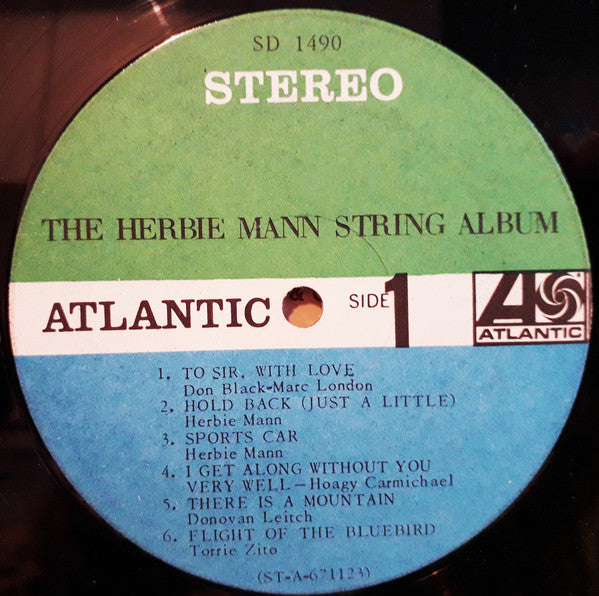 SD 1490
STEREO
THE HERBIE MANN STRING ALBUM
ATLANTIC
SIDE 1
ATLANTIC
1. TO SIR, WITH LOVE
Don Black-Marc London
2. HOLD BACK (JUST A LITTLE)
Herbie Mann
3. SPORTS CAR
Herbie Mann
4. I GET ALONG WITHOUT YOU
VERY WELL-Hoagy Carmichael
5. THERE IS A MOUNTAIN
Donovan Leitch
6. FLIGHT OF THE BLUEBIRD
Torrie Zito
(ST-A-671123)